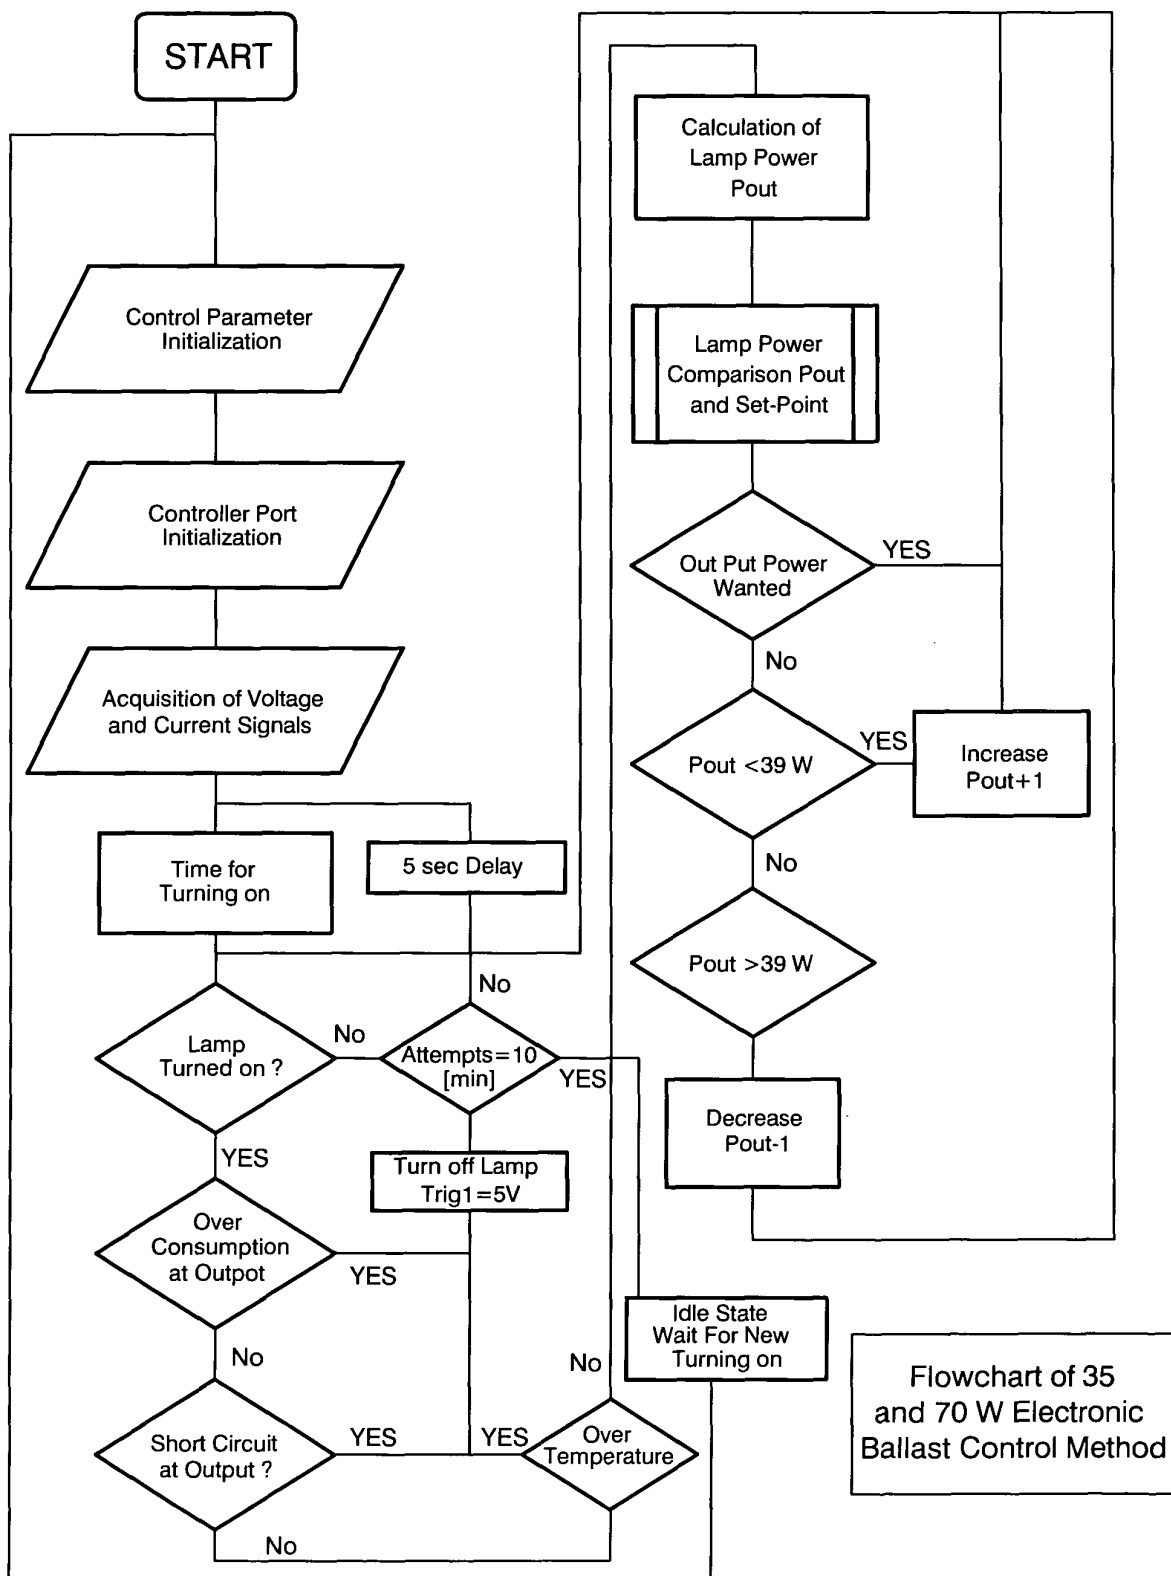 START
Control Parameter
Initialization
Controller Port
Initialization
Acquisition of Voltage
and Current Signals
Time for
Turning on
5 sec Delay
No
Lamp
Turned on ?
No
Attempts=10
[min]
YES
YES
Turn off Lamp
Trig1=5V
Over
Consumption
at Outpot
YES
No
Short Circuit
at Output ?
YES
YES
Over
Temperature
No
No
Idle State
Wait For New
Turning on
Calculation of
Lamp Power
Pout
Lamp Power
Comparison Pout
and Set-Point
Out Put Power
Wanted
YES
No
Pout <39 W
YES
Increase
Pout+1
No
Pout >39 W
Decrease
Pout-1
Flowchart of 35
and 70 W Electronic
Ballast Control Method